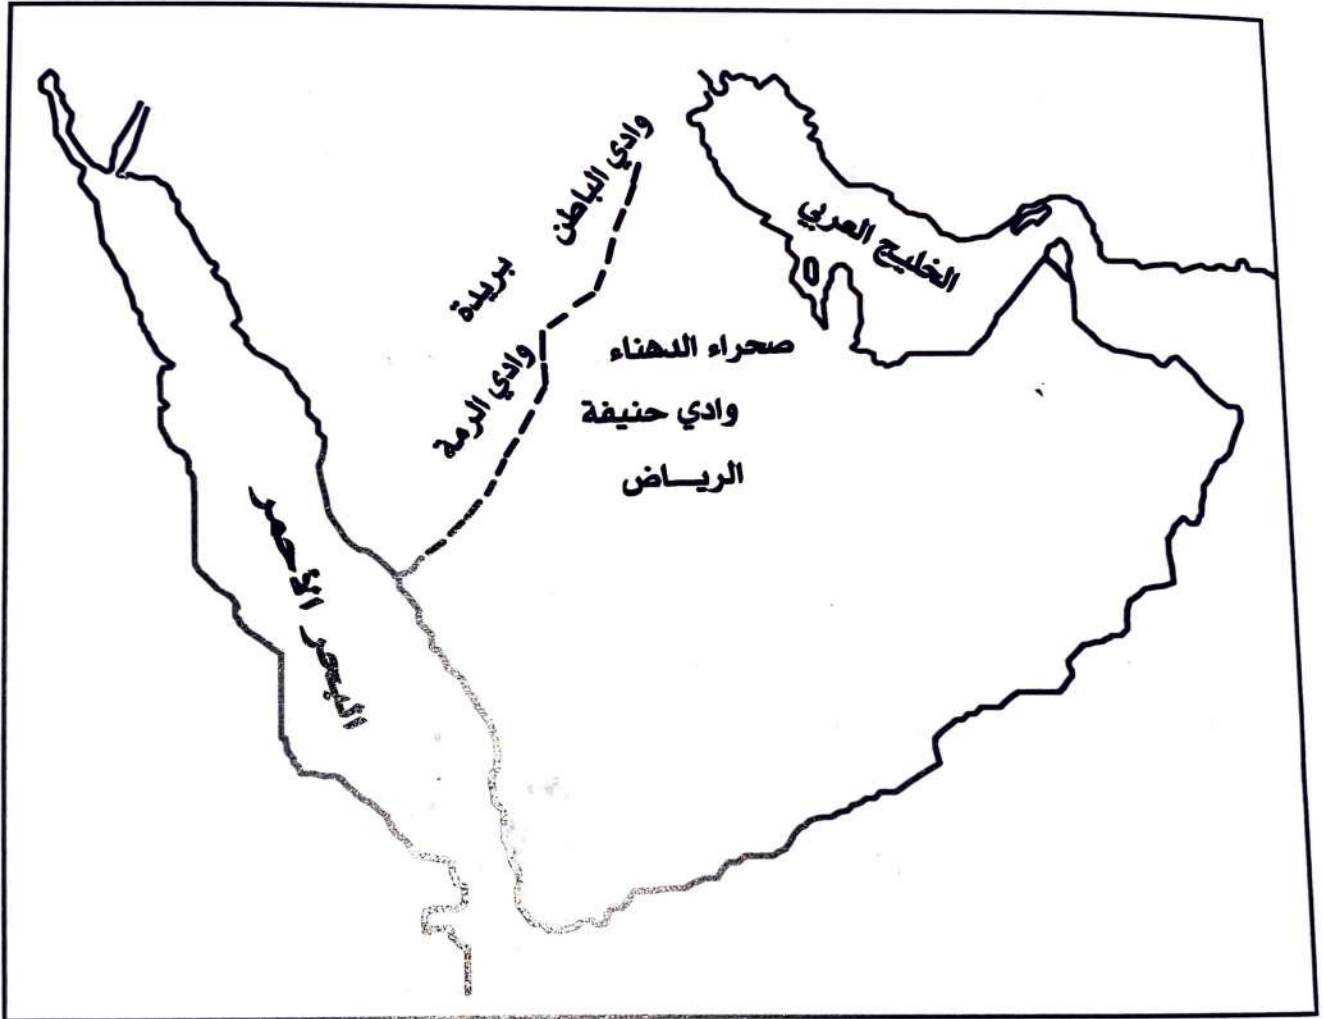 وادي الباطن
الخليج العربي
بريدة
صحراء الدهناء
وادي الرمة
وادي حنيفة
الريـــاض
البحر الأحمر